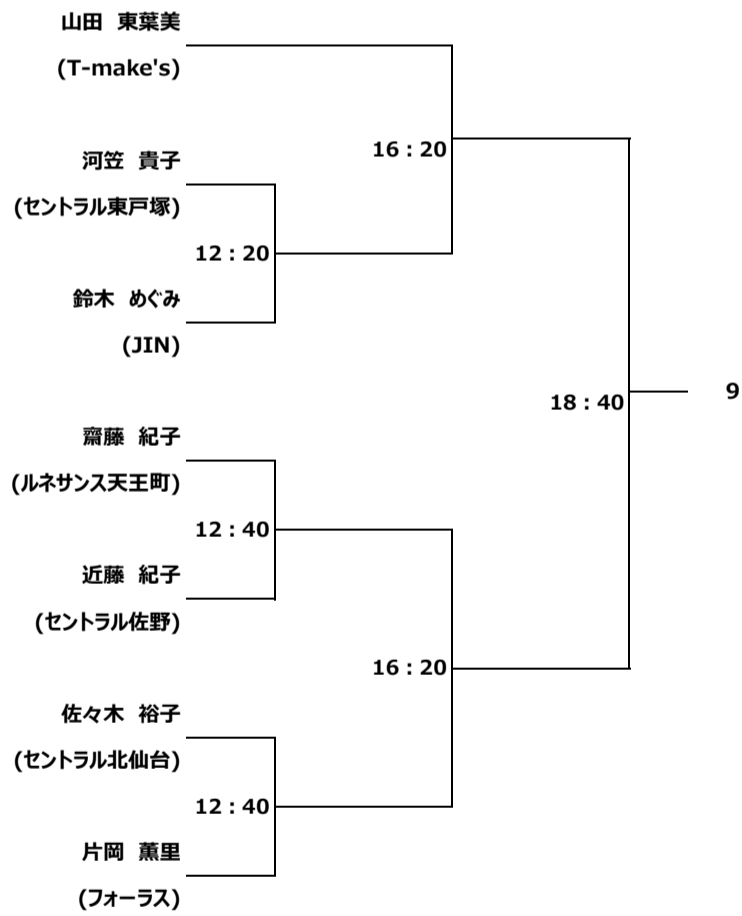 山田 東葉美
(T-make's)
16：20
河笠 貴子
(セントラル東戸塚)
12：20
鈴木 めぐみ
(JIN)
9
18：40
齋藤 紀子
(ルネサンス天王町)
12：40
近藤 紀子
(セントラル佐野)
16：20
佐々木 裕子
(セントラル北仙台)
12：40
片岡 薫里
(フォーラス)